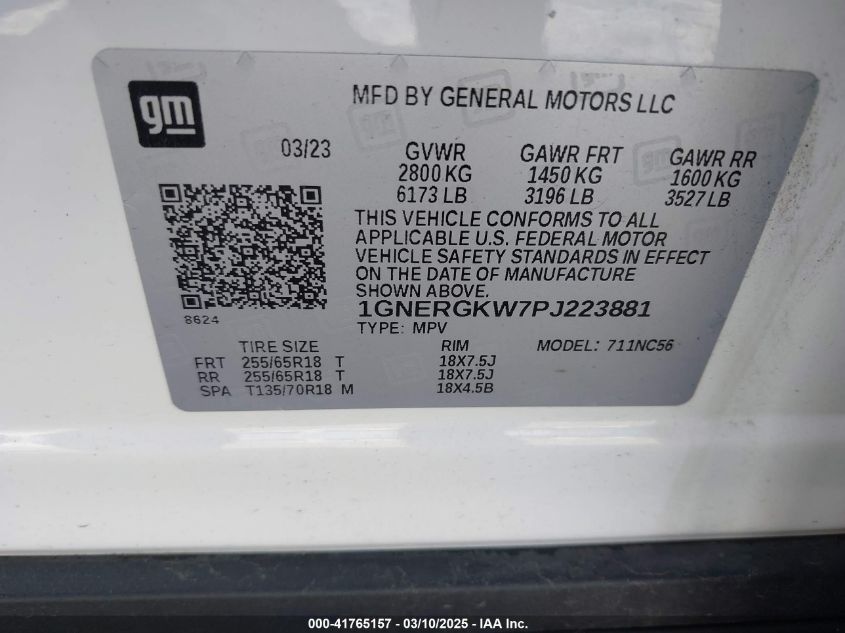 gm
MFD BY GENERAL MOTORS LLC
03/23 GVWR GAWR FRT GAWR RR
2800 KG 1450 KG 1600 KG
6173 LB 3196 LB 3527 LB
THIS VEHICLE CONFORMS TO ALL
APPLICABLE U.S. FEDERAL MOTOR
VEHICLE SAFETY STANDARDS IN EFFECT
ON THE DATE OF MANUFACTURE
SHOWN ABOVE.
8624
1GNERGKW7PJ223881
TYPE: MPV
TIRE SIZE RIM MODEL: 711NC56
FRT 255/65R18 T 18X7.5J
RR 255/65R18 T 18X7.5J
SPA T135/70R18 M 18X4.5B
000-41765157 - 03/10/2025 - IAA, Inc.